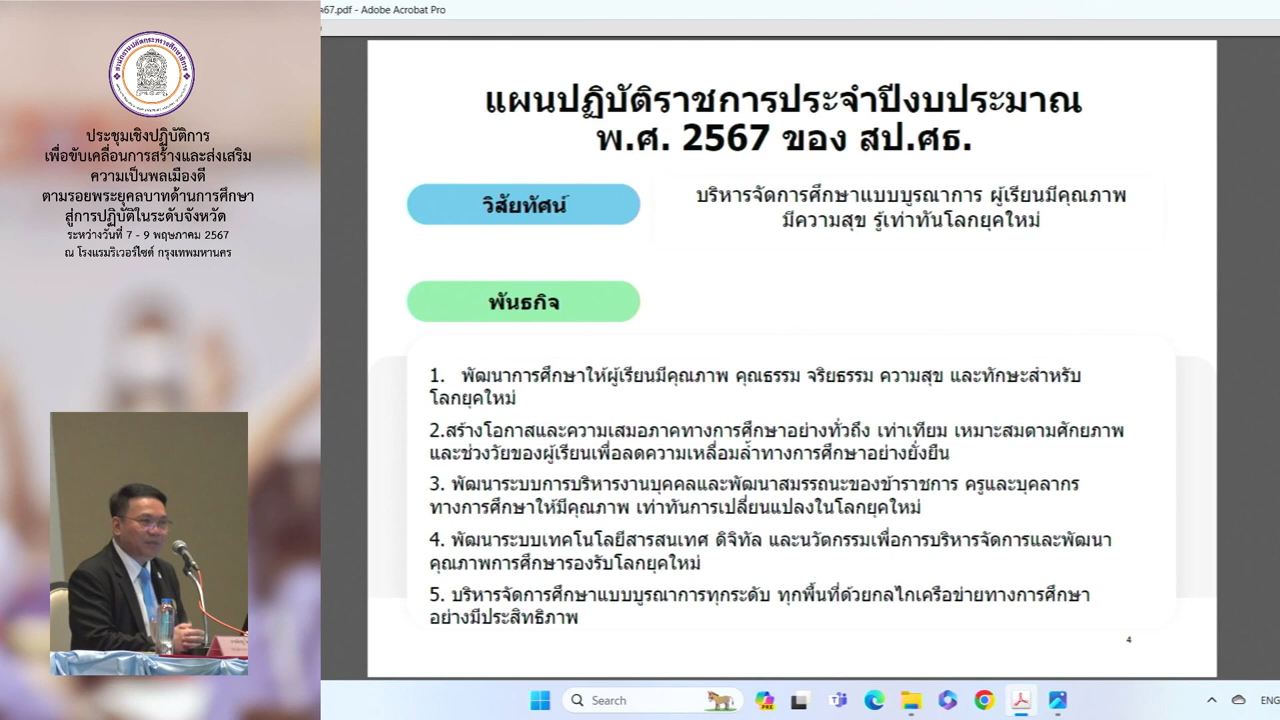 ค67.pdf - Adobe Acrobat Pro
สำนักงานปลัดกระทรวงศึกษาธิการ
ประชุมเชิงปฏิบัติการ
เพื่อขับเคลื่อนการสร้างและส่งเสริม
ความเป็นพลเมืองดี
ตามรอยพระยุคลบาทด้านการศึกษา
สู่การปฏิบัติในระดับจังหวัด
ระหว่างวันที่ 7 - 9 พฤษภาคม 2567
ณ โรงแรมริเวอร์ไซด์ กรุงเทพมหานคร
แผนปฏิบัติราชการประจำปีงบประมาณ
พ.ศ. 2567 ของ สป.ศธ.
วิสัยทัศน์
บริหารจัดการศึกษาแบบบูรณาการ ผู้เรียนมีคุณภาพ
มีความสุข รู้เท่าทันโลกยุคใหม่
พันธกิจ
1. พัฒนาการศึกษาให้ผู้เรียนมีคุณภาพ คุณธรรม จริยธรรม ความสุข และทักษะสำหรับ
โลกยุคใหม่
2.สร้างโอกาสและความเสมอภาคทางการศึกษาอย่างทั่วถึง เท่าเทียม เหมาะสมตามศักยภาพ
และช่วงวัยของผู้เรียนเพื่อลดความเหลื่อมล้ำทางการศึกษาอย่างยั่งยืน
3. พัฒนาระบบการบริหารงานบุคคลและพัฒนาสมรรถนะของข้าราชการ ครูและบุคลากร
ทางการศึกษาให้มีคุณภาพ เท่าทันการเปลี่ยนแปลงในโลกยุคใหม่
4. พัฒนาระบบเทคโนโลยีสารสนเทศ ดิจิทัล และนวัตกรรมเพื่อการบริหารจัดการและพัฒนา
คุณภาพการศึกษารองรับโลกยุคใหม่
5. บริหารจัดการศึกษาแบบบูรณาการทุกระดับ ทุกพื้นที่ด้วยกลไกเครือข่ายทางการศึกษา
อย่างมีประสิทธิภาพ
4
Search
PRE
ENG